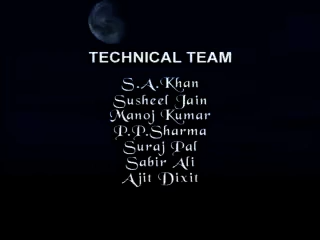 TECHNICAL TEAM
S.A.Khan
Susheel Jain
Manoj Kumar
P.P.Sharma
Suraj Pal
Sabir Ali
Ajit Dixit